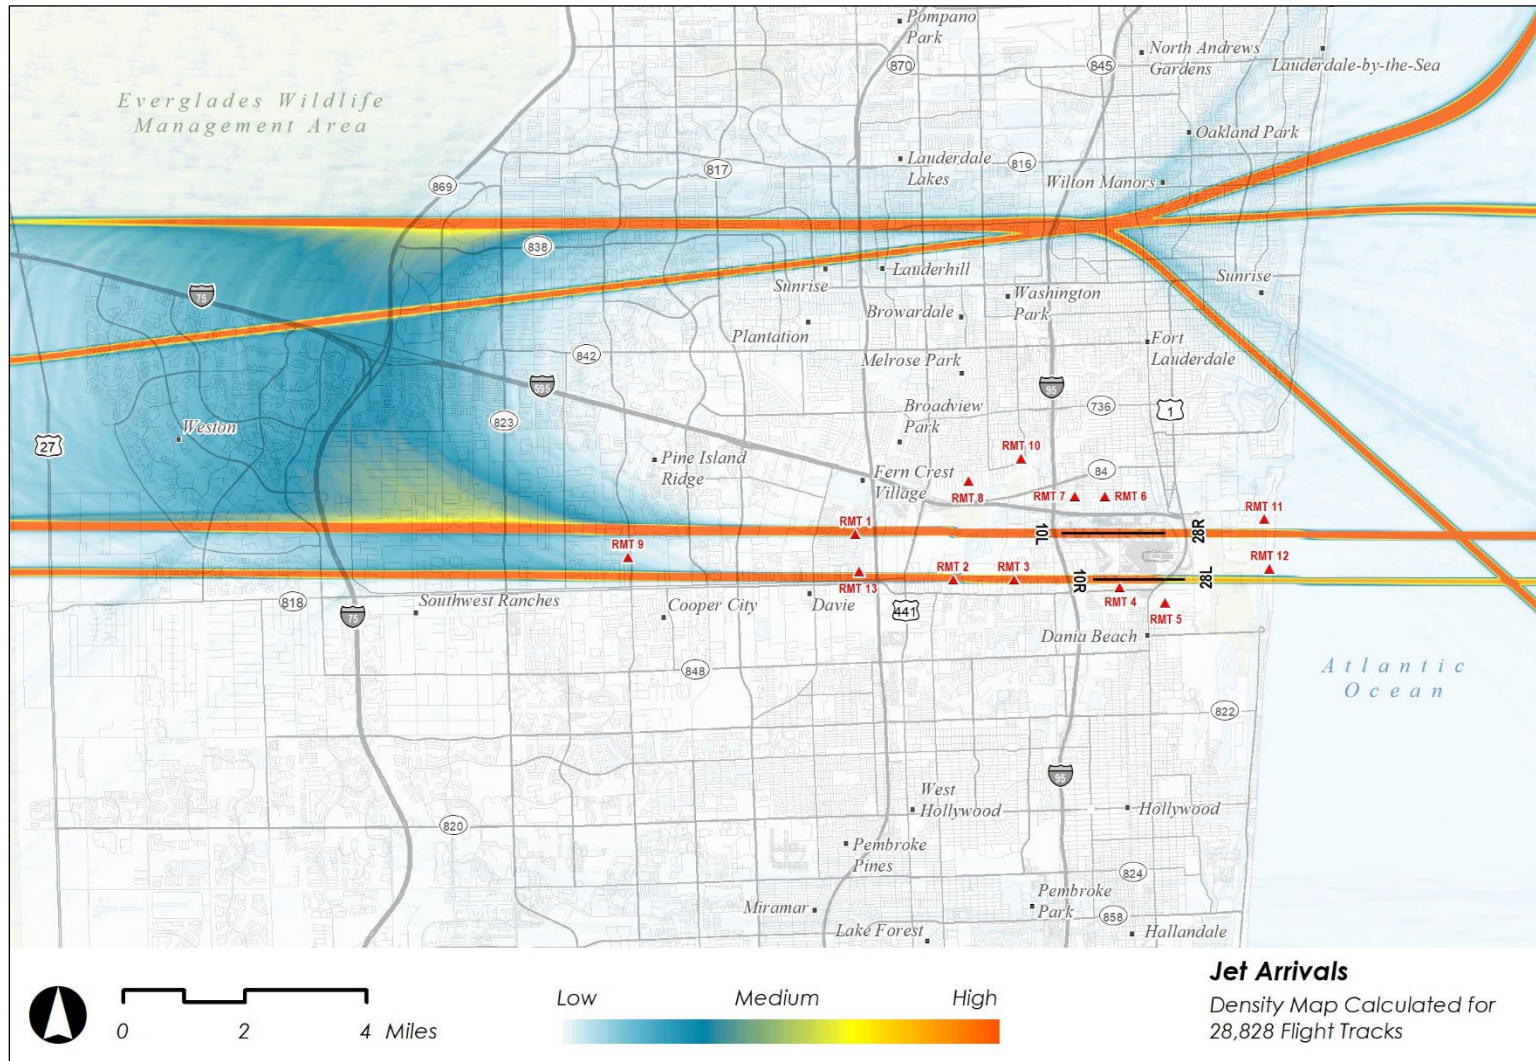 Pompano
Park
870
845
North Andrews
Gardens
Lauderdale-by-the-Sea
Everglades Wildlife
Management Area
Oakland Park
Lauderdale
Lakes
816
817
Wilton Manors
869
838
Lauderhill
Sunrise
Sunrise
75
Washington
Park
Browardale
Plantation
Fort
Lauderdale
842
Melrose Park
595
95
736
1
Broadview
Park
823
Weston
27
Pine Island
Ridge
RMT 10
84
Fern Crest
Village
RMT 8
RMT 7
RMT 6
RMT 11
RMT 1
10L
28R
RMT 9
RMT 12
RMT 2
RMT 3
10R
28L
RMT 13
RMT 4
818
Southwest Ranches
75
Cooper City
Davie
441
RMT 5
Dania Beach
848
Atlantic
Ocean
822
95
West
Hollywood
Hollywood
820
Pembroke
Pines
824
Miramar
Pembroke
Park
858
Lake Forest
Hallandale
Jet Arrivals
Density Map Calculated for
28,828 Flight Tracks
Low
Medium
High
0
2
4 Miles